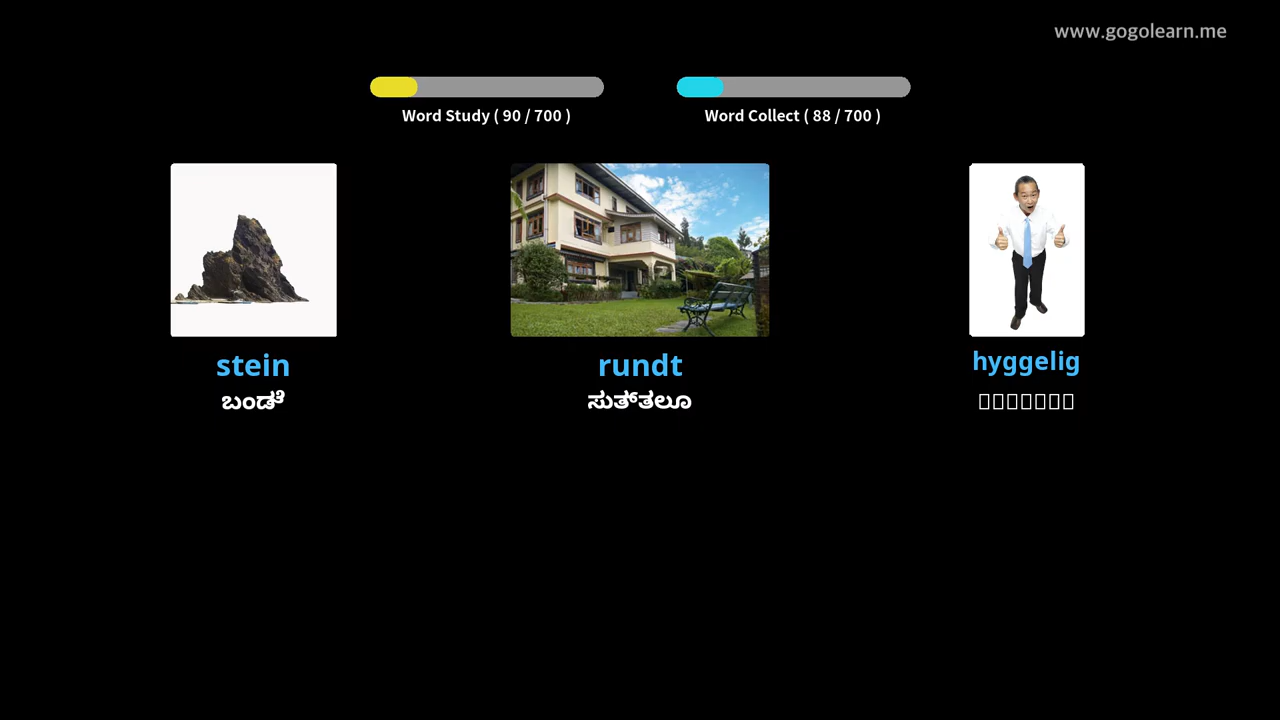 www.gogolearn.me
Word Study ( 90 / 700 )
Word Collect ( 88 / 700 )
stein
rundt
hyggelig
ಬಂಡೆ
ಸುತ್ತಲೂ